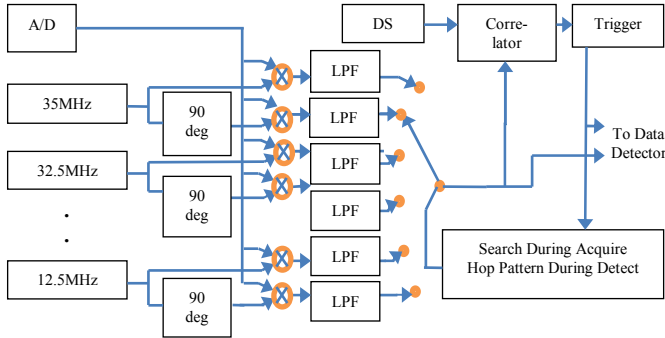 A/D
DS
Corre-
lator
Trigger
LPF
35MHz
90
deg
LPF
To Data
Detector
32.5MHz
LPF
90
deg
LPF
.
.
12.5MHz
LPF
Search During Acquire
Hop Pattern During Detect
90
deg
LPF